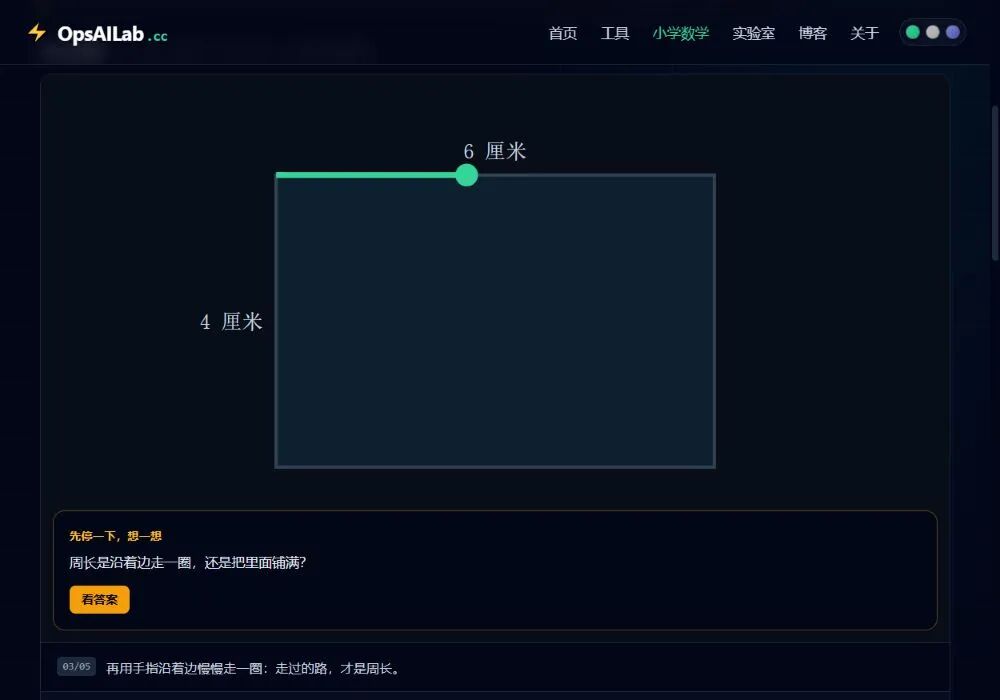 OpsAILab.cc
首页 工具 小学数学 实验室 博客 关于
6 厘米
4 厘米
先停一下，想一想
周长是沿着边走一圈，还是把里面铺满？
看答案
03/05 再用手指沿着边慢慢走一圈：走过的路，才是周长。